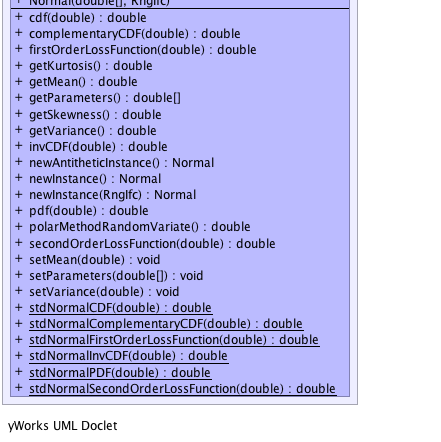 + Normal(double[], RngIfc)
+ cdf(double) : double
+ complementaryCDF(double) : double
+ firstOrderLossFunction(double) : double
+ getKurtosis() : double
+ getMean() : double
+ getParameters() : double[]
+ getSkewness() : double
+ getVariance() : double
+ invCDF(double) : double
+ newAntitheticInstance() : Normal
+ newInstance() : Normal
+ newInstance(RngIfc) : Normal
+ pdf(double) : double
+ polarMethodRandomVariate() : double
+ secondOrderLossFunction(double) : double
+ setMean(double) : void
+ setParameters(double[]) : void
+ setVariance(double) : void
+ stdNormalCDF(double) : double
+ stdNormalComplementaryCDF(double) : double
+ stdNormalFirstOrderLossFunction(double) : double
+ stdNormalInvCDF(double) : double
+ stdNormalPDF(double) : double
+ stdNormalSecondOrderLossFunction(double) : double
yWorks UML Doclet